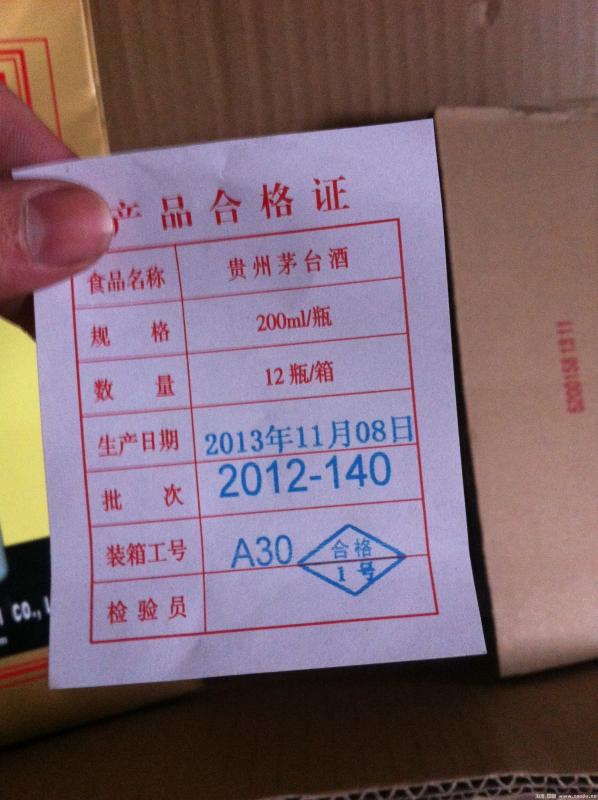 产品合格证
食品名称 贵州茅台酒
规 格 200ml/瓶
数 量 12瓶/箱
生产日期 2013年11月08日
批 次 2012-140
装箱工号 A30
合格
1号
检验员
CO.,